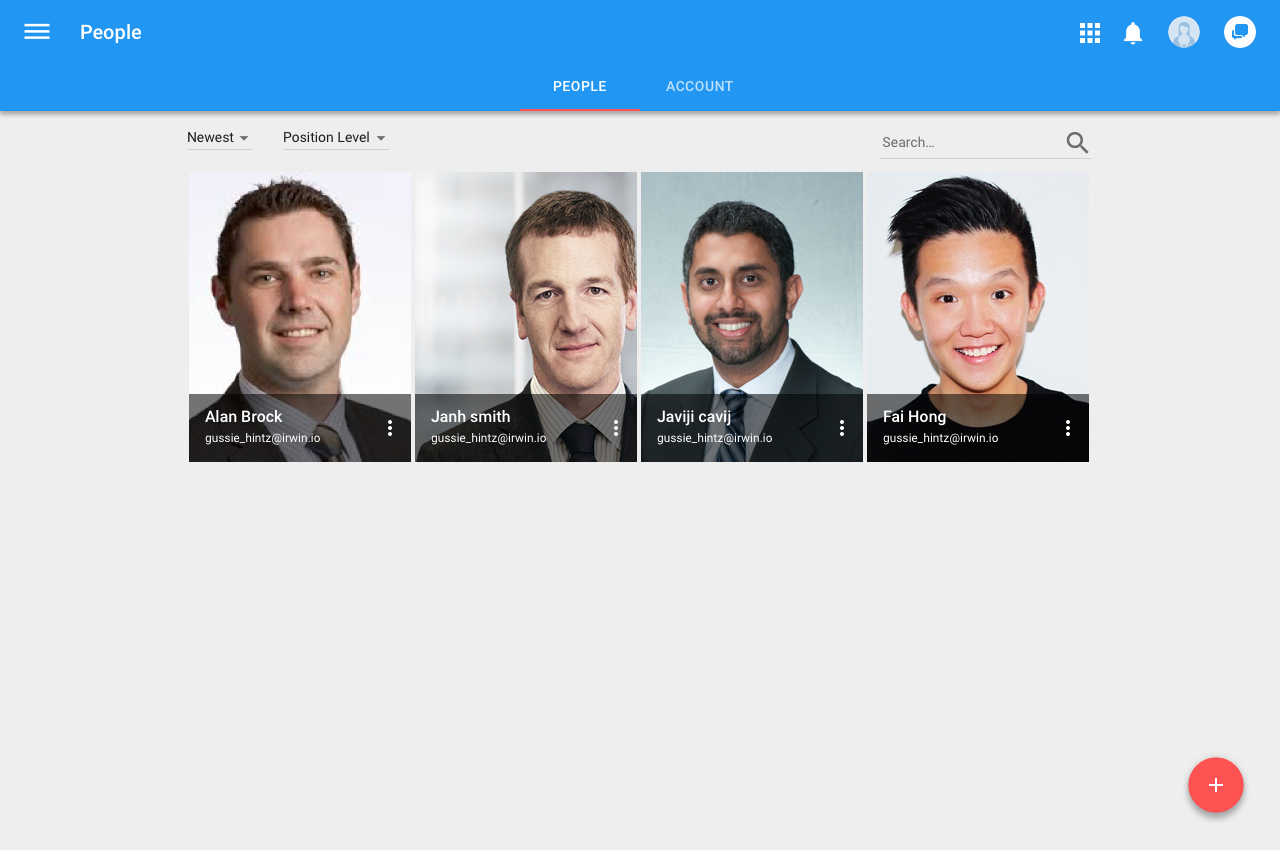 People
PEOPLE
ACCOUNT
Newest
Position Level
Search...
Alan Brock
gussie_hintz@irwin.io
Janh smith
gussie_hintz@irwin.io
Javiji cavij
gussie_hintz@irwin.io
Fai Hong
gussie_hintz@irwin.io